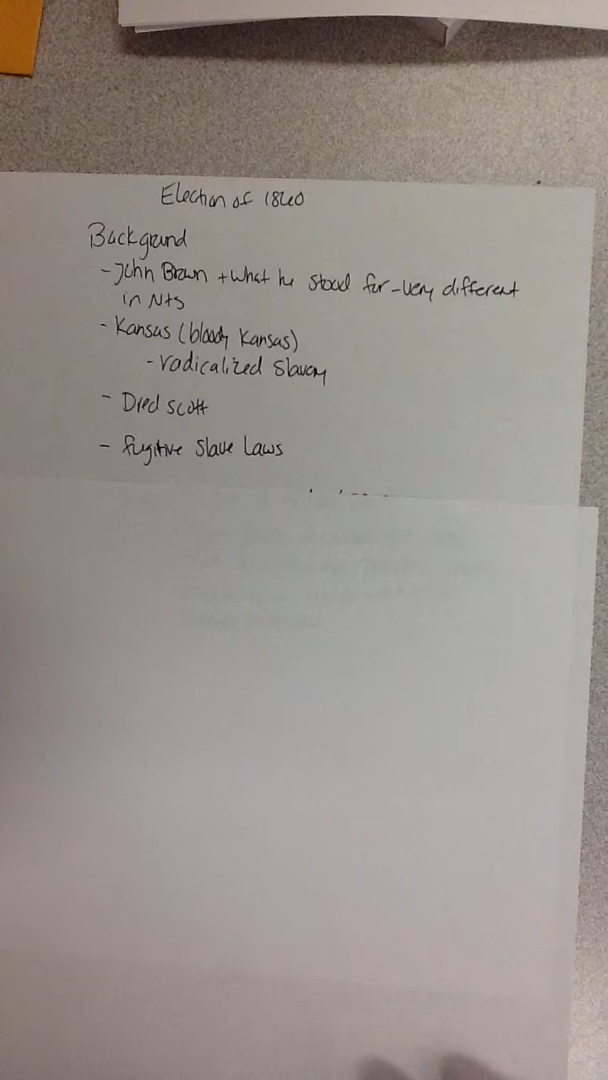 Election of 1860
Background
- John Brown + what he stood for - very different
in N+S
- Kansas (bloody Kansas)
- radicalized slavery
- Dred Scott
- fugitive Slave Laws